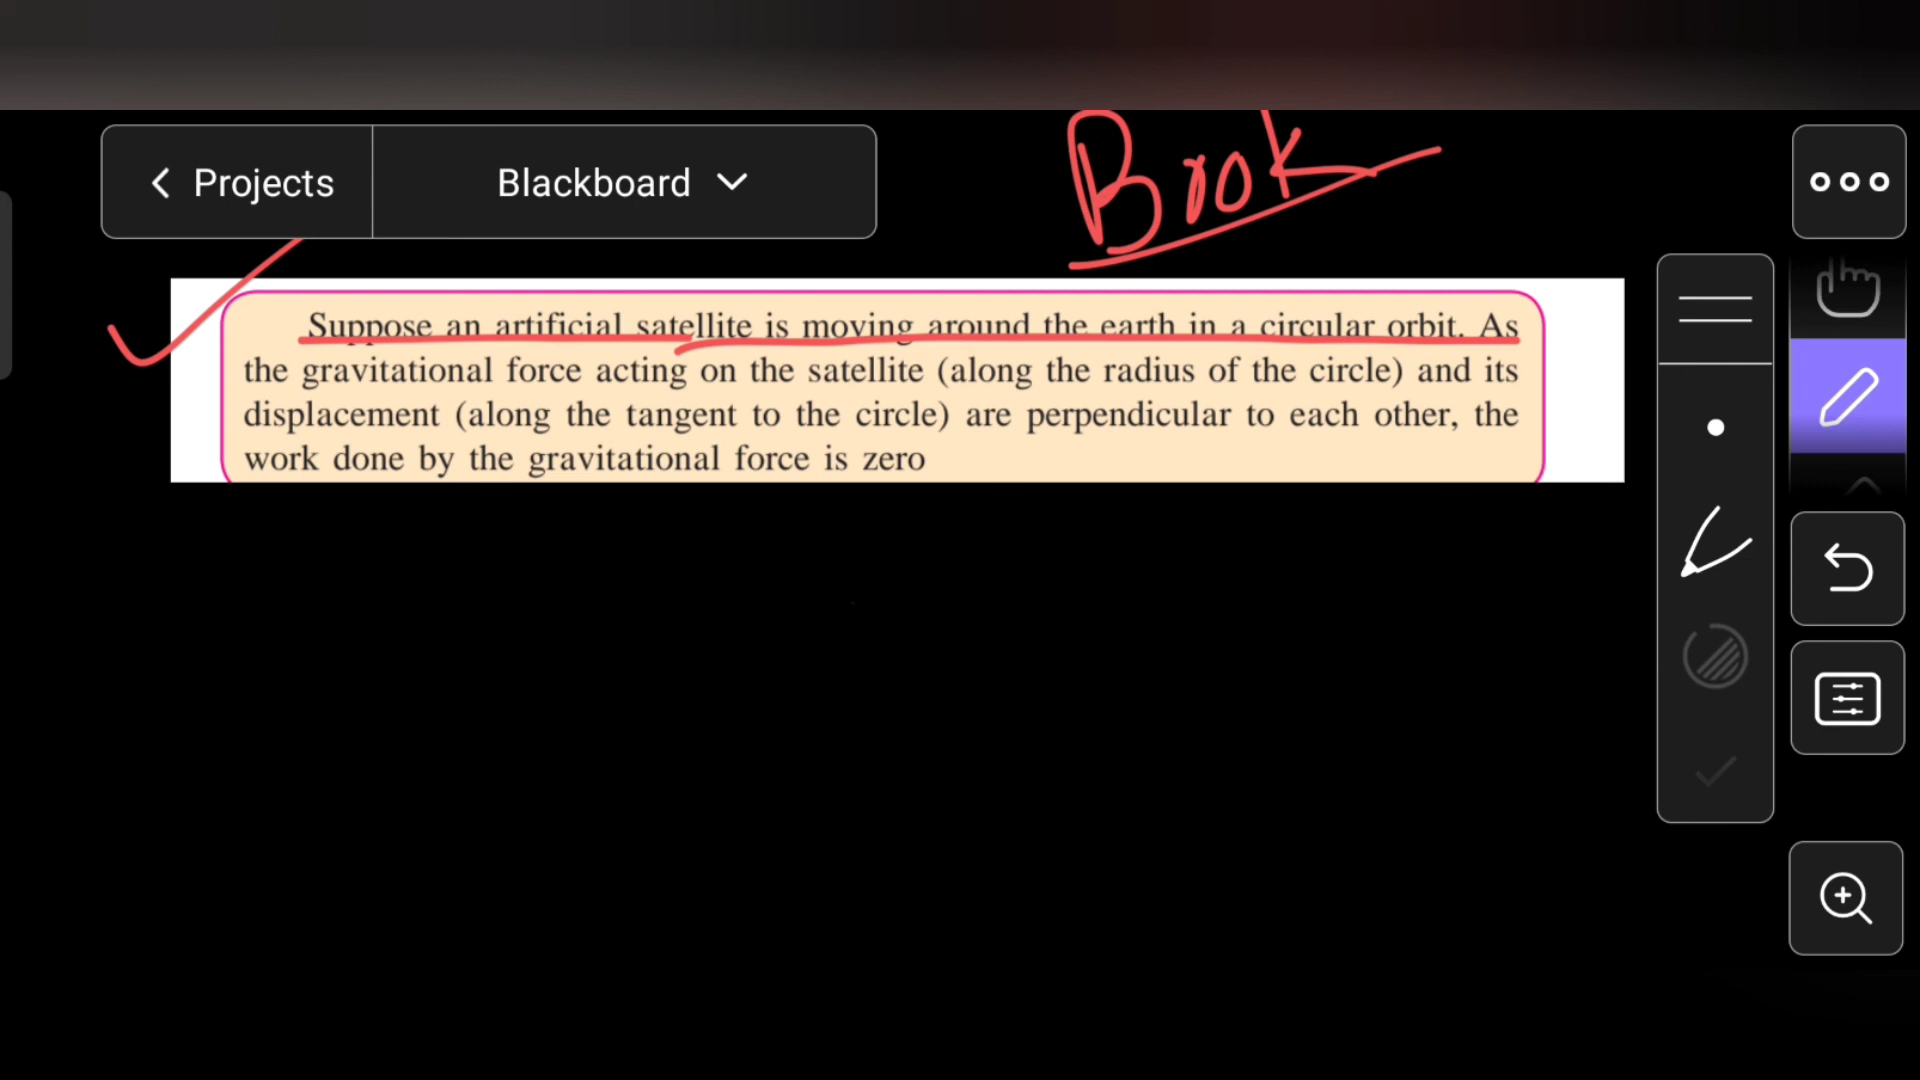 Book
Projects
Blackboard
Suppose an artificial satellite is moving around the earth in a circular orbit. As
the gravitational force acting on the satellite (along the radius of the circle) and its
displacement (along the tangent to the circle) are perpendicular to each other, the
work done by the gravitational force is zero